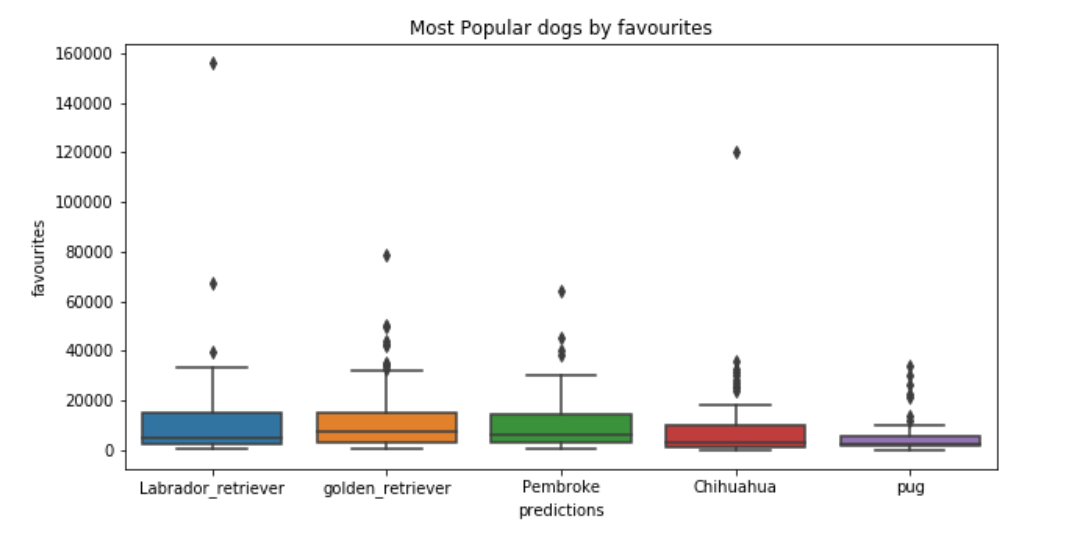 Most Popular dogs by favourites
160000
140000
120000
100000
80000
60000
40000
20000
0
favourites
Labrador_retriever golden_retriever Pembroke Chihuahua pug
predictions